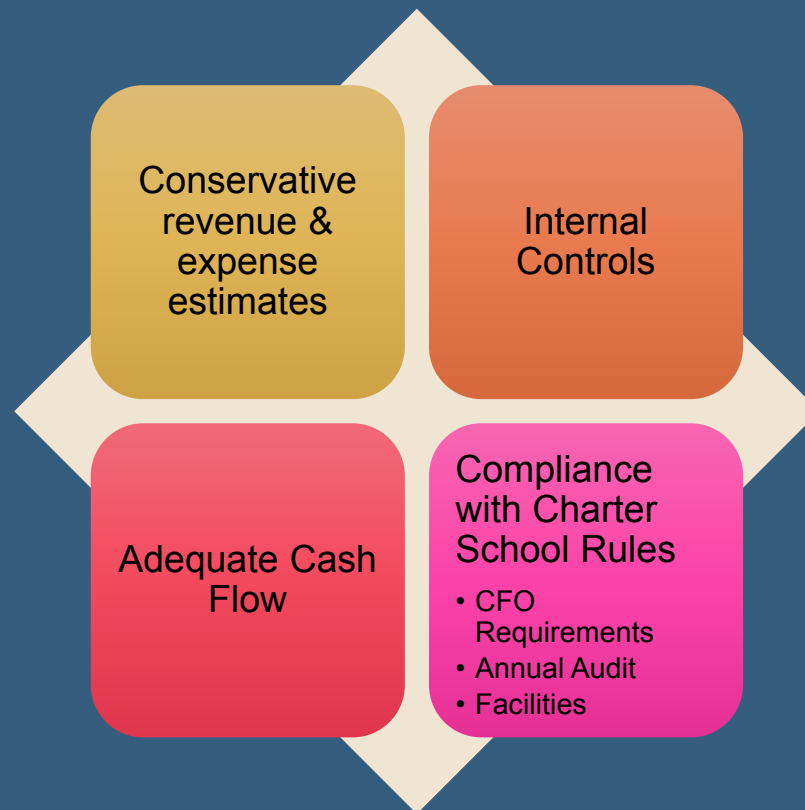 Conservative
revenue &
expense
estimates
Internal
Controls
Adequate Cash
Flow
Compliance
with Charter
School Rules
• CFO
Requirements
• Annual Audit
• Facilities